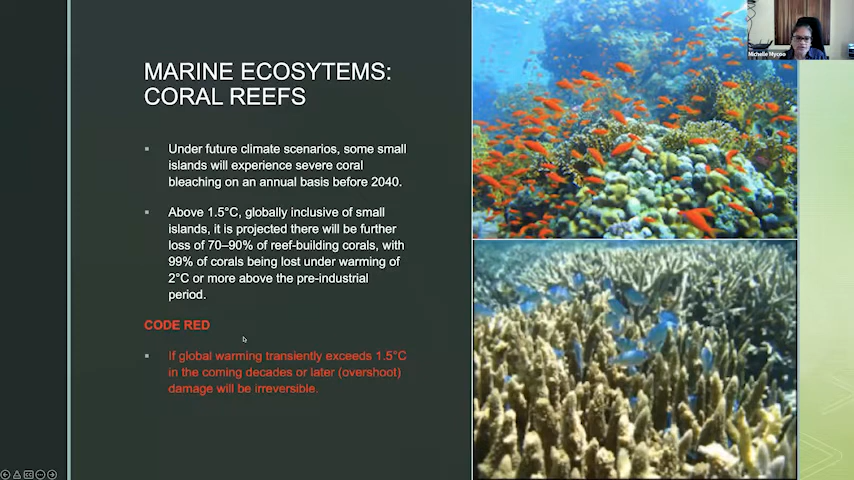 MARINE ECOSYTEMS:
CORAL REEFS
Under future climate scenarios, some small
islands will experience severe coral
bleaching on an annual basis before 2040.
Above 1.5°C, globally inclusive of small
islands, it is projected there will be further
loss of 70–90% of reef-building corals, with
99% of corals being lost under warming of
2°C or more above the pre-industrial
period.
CODE RED
If global warming transiently exceeds 1.5°C
in the coming decades or later (overshoot)
damage will be irreversible.
Michelle Mycoo